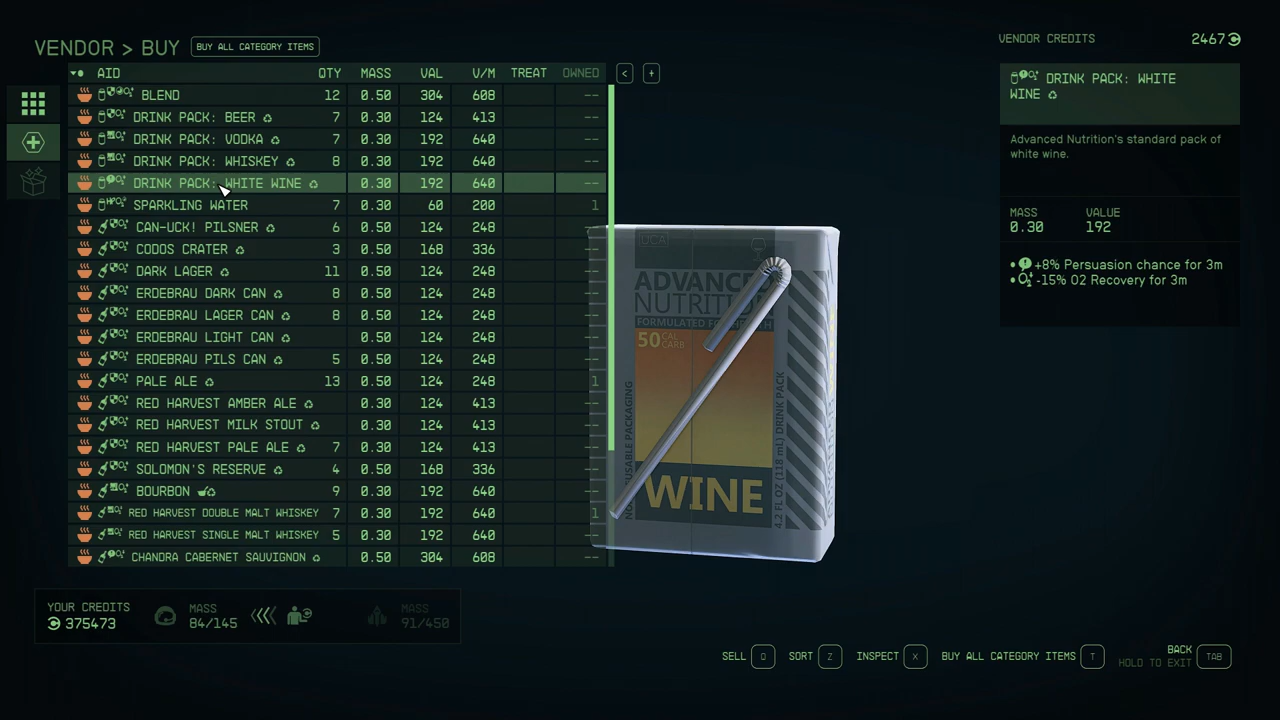 VENDOR > BUY BUY ALL CATEGORY ITEMS
VENDOR CREDITS 2467
AID QTY MASS VAL V/M TREAT OWNED < +
BLEND 12 0.50 304 608 --
DRINK PACK: BEER 7 0.30 124 413 --
DRINK PACK: VODKA 7 0.30 192 640 --
DRINK PACK: WHISKEY 8 0.30 192 640 --
DRINK PACK: WHITE WINE 0.30 192 640 --
SPARKLING WATER 7 0.30 60 200 1
CAN-UCK! PILSNER 6 0.50 124 248 --
CODOS CRATER 3 0.50 168 336 --
DARK LAGER 11 0.50 124 248 --
ERDEBRAU DARK CAN 8 0.50 124 248 --
ERDEBRAU LAGER CAN 8 0.50 124 248 --
ERDEBRAU LIGHT CAN 0.50 124 248 --
ERDEBRAU PILS CAN 5 0.50 124 248 --
PALE ALE 13 0.50 124 248 1
RED HARVEST AMBER ALE 0.30 124 413 --
RED HARVEST MILK STOUT 0.30 124 413 --
RED HARVEST PALE ALE 7 0.30 124 413 --
SOLOMON'S RESERVE 4 0.50 168 336 --
BOURBON 9 0.30 192 640 --
RED HARVEST DOUBLE MALT WHISKEY 7 0.30 192 640 1
RED HARVEST SINGLE MALT WHISKEY 5 0.30 192 640 --
CHANDRA CABERNET SAUVIGNON 0.50 304 608 --
UCA
ADVANCED
NUTRITION
50 CAL
CARB
WINE
4.2 FL OZ (118 mL) DRINK PACK
DRINK PACK: WHITE
WINE
Advanced Nutrition's standard pack of
white wine.
MASS VALUE
0.30 192
+8% Persuasion chance for 3m
-15% O2 Recovery for 3m
YOUR CREDITS
375473
MASS
84/145
MASS
91/450
SELL Q SORT Z INSPECT X BUY ALL CATEGORY ITEMS T BACK
HOLD TO EXIT TAB